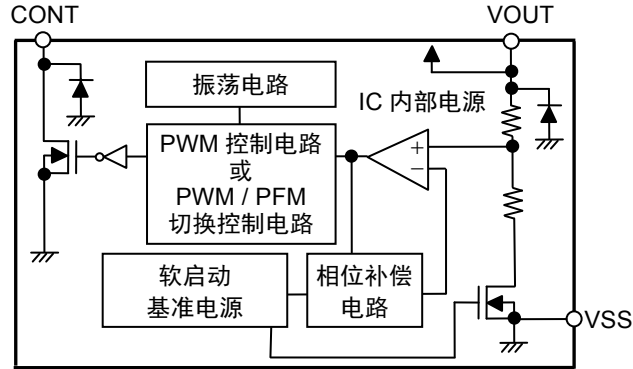 CONT
VOUT
振荡电路
IC 内部电源
PWM 控制电路
或
PWM / PFM
切换控制电路
+
−
软启动
基准电源
相位补偿
电路
VSS